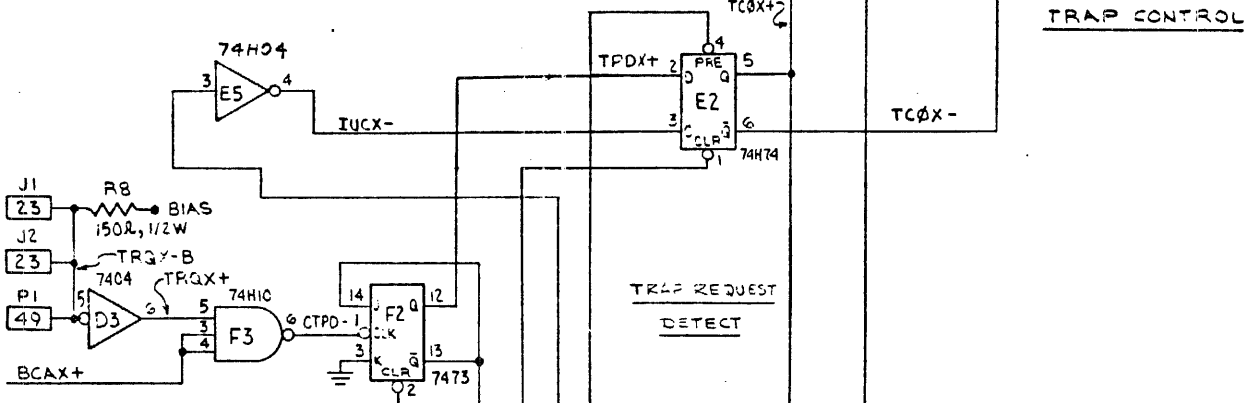 TCØX+
TRAP CONTROL
74H04
3 E5 4
IUCX-
TPDX+
4
2 D PRE Q 5
E2
3 C CLR Q̅ 6
1 74H74
TCØX-
J1
23
R8
BIAS
150Ω, 1/2W
J2
23
TRQX-B
7404
TRQX+
P1
49
5 D3 6
74H10
5
3
4
F3
6 CTPD- 1
BCAX+
14 J Q 12
F2
CLK
3 K Q̅ 13
CLR
2
7473
TRAP REQUEST
DETECT